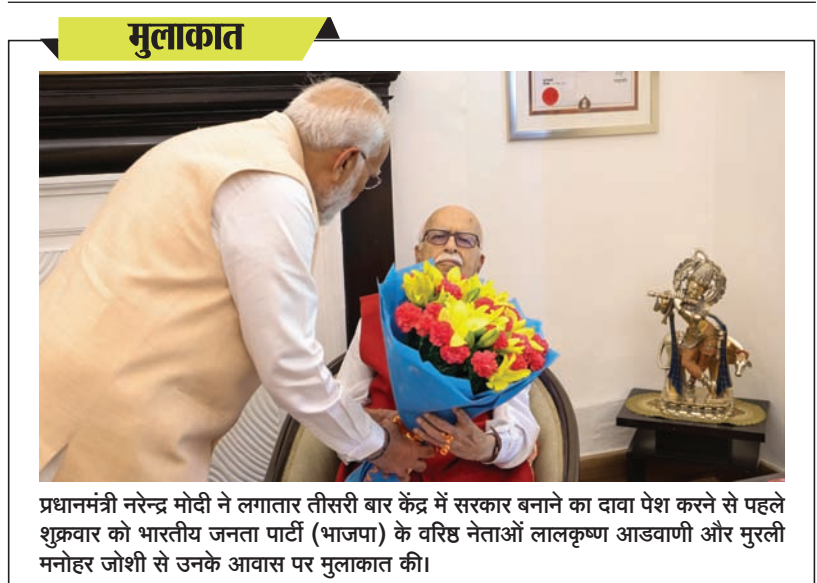 मुलाकात
प्रधानमंत्री नरेन्द्र मोदी ने लगातार तीसरी बार केंद्र में सरकार बनाने का दावा पेश करने से पहले
शुक्रवार को भारतीय जनता पार्टी (भाजपा) के वरिष्ठ नेताओं लालकृष्ण आडवाणी और मुरली
मनोहर जोशी से उनके आवास पर मुलाकात की।